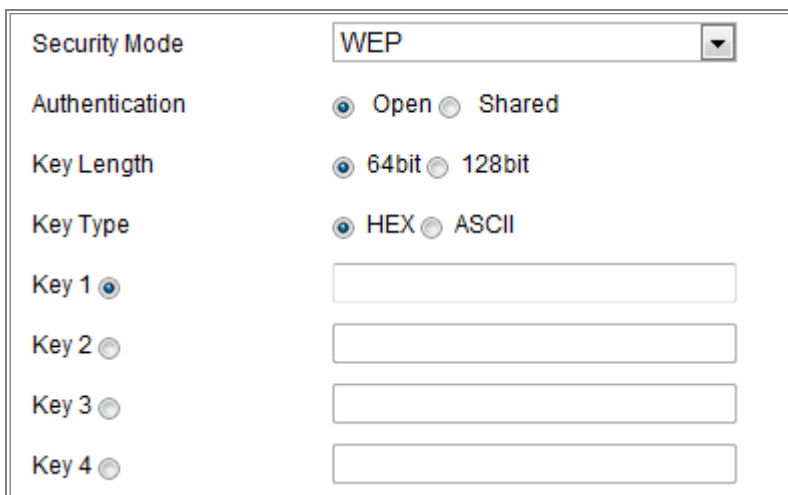 Security Mode WEP
Authentication Open Shared
Key Length 64bit 128bit
Key Type HEX ASCII
Key 1
Key 2
Key 3
Key 4